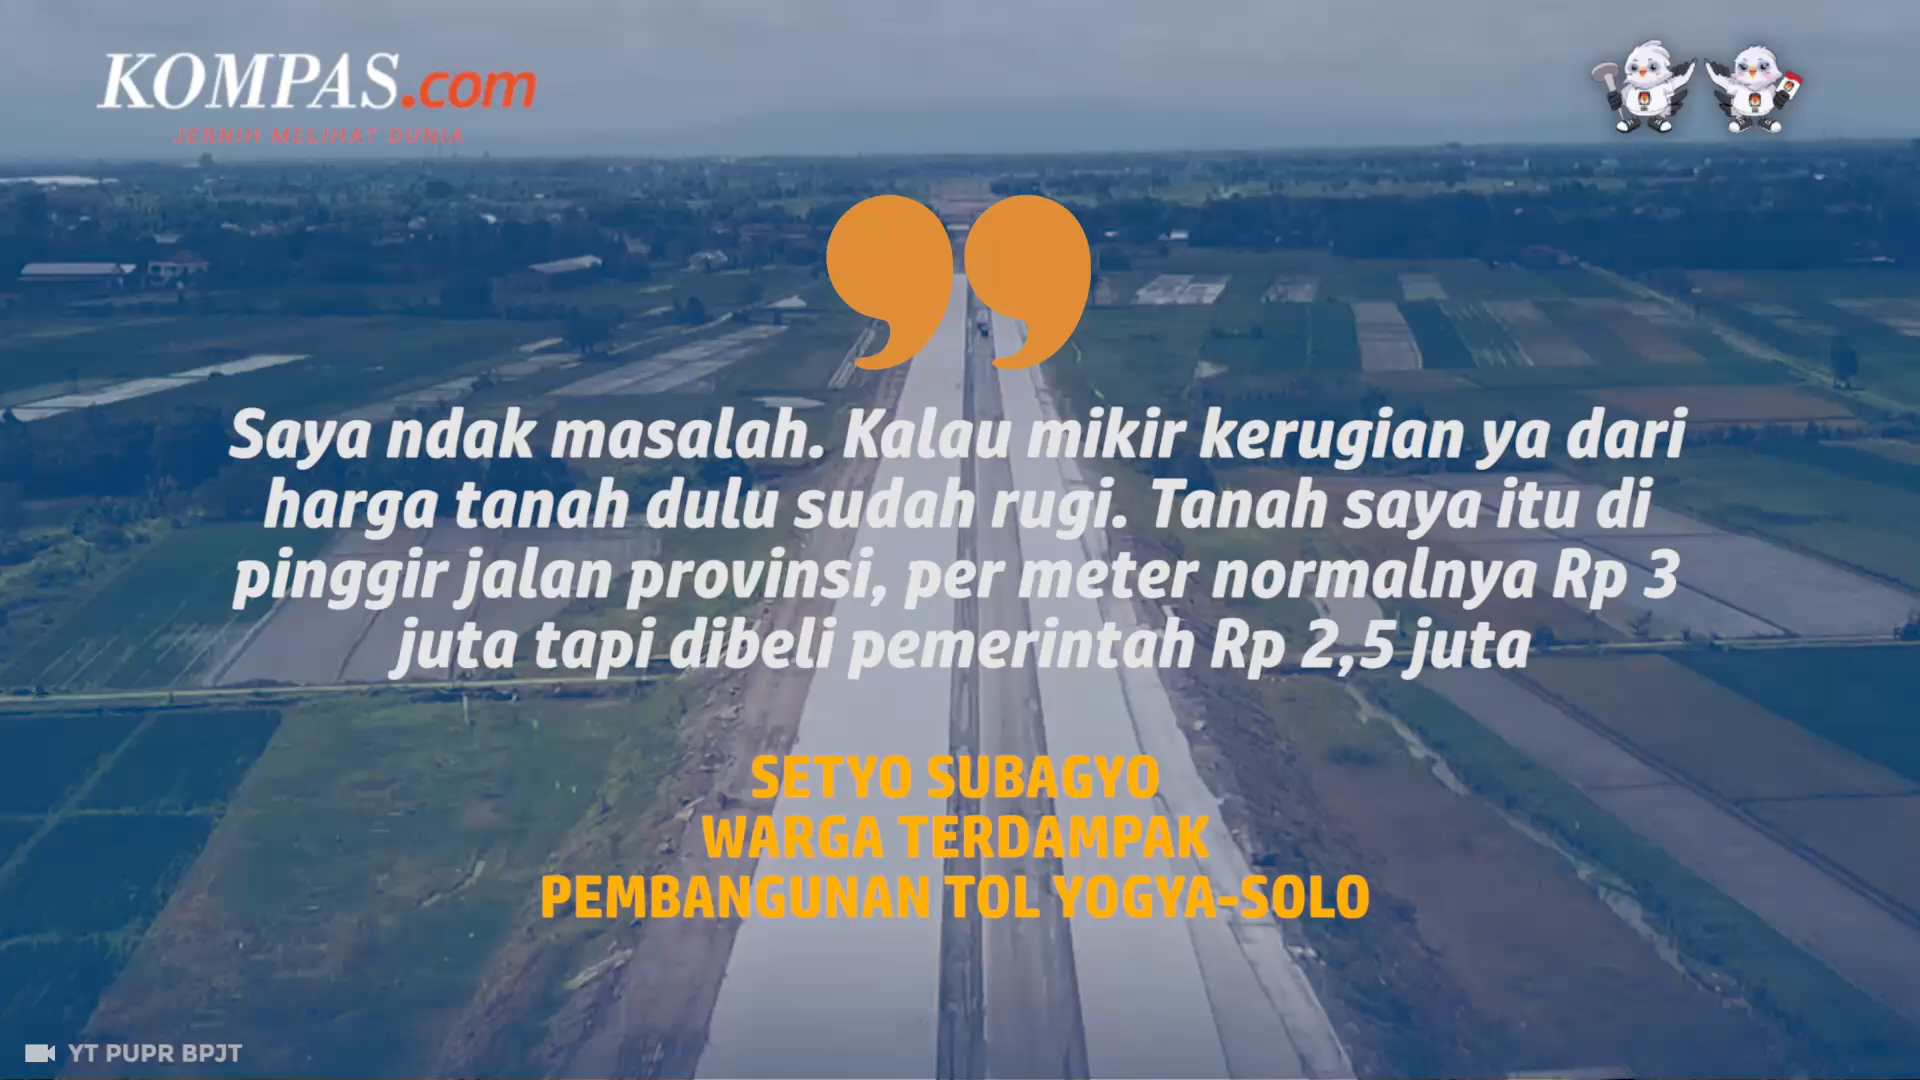 KOMPAS.com
JERNIH MELIHAT DUNIA
Saya ndak masalah. Kalau mikir kerugian ya dari
harga tanah dulu sudah rugi. Tanah saya itu di
pinggir jalan provinsi, per meter normalnya Rp 3
juta tapi dibeli pemerintah Rp 2,5 juta
SETYO SUBAGYO
WARGA TERDAMPAK
PEMBANGUNAN TOL YOGYA-SOLO
YT PUPR BPJT